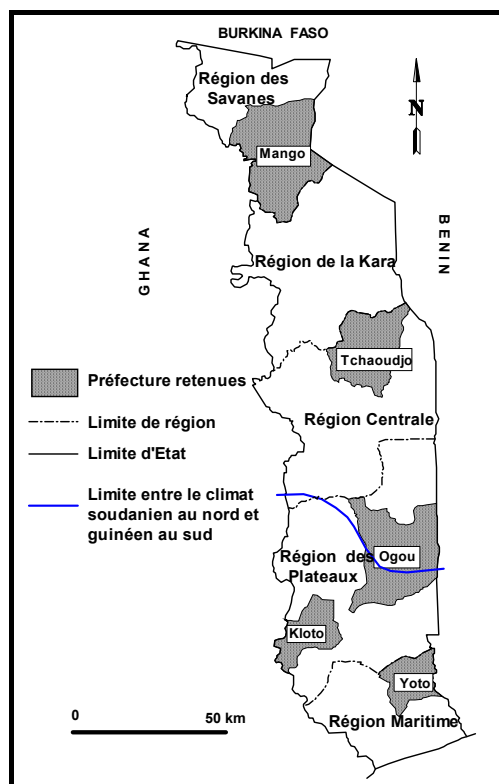 BURKINA FASO
Région des
Savanes
N
Mango
GHANA
BENIN
Région de la Kara
Tchaoudjo
Préfecture retenues
Limite de région
Région Centrale
Limite d'Etat
Limite entre le climat
soudanien au nord et
guinéen au sud
Ogou
Région des
Plateaux
Kloto
Yoto
0 50 km
Région Maritime